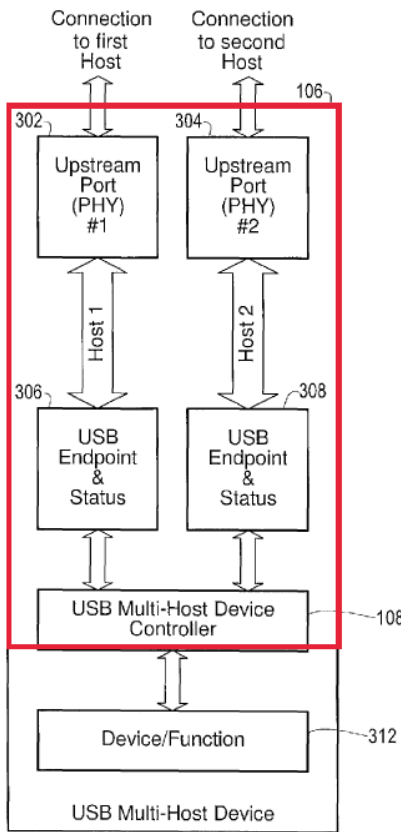 Connection
to first
Host
Connection
to second
Host
106
302
304
Upstream
Port
(PHY)
#1
Upstream
Port
(PHY)
#2
Host 1
Host 2
306
308
USB
Endpoint
&
Status
USB
Endpoint
&
Status
USB Multi-Host Device
Controller
108
Device/Function
312
USB Multi-Host Device